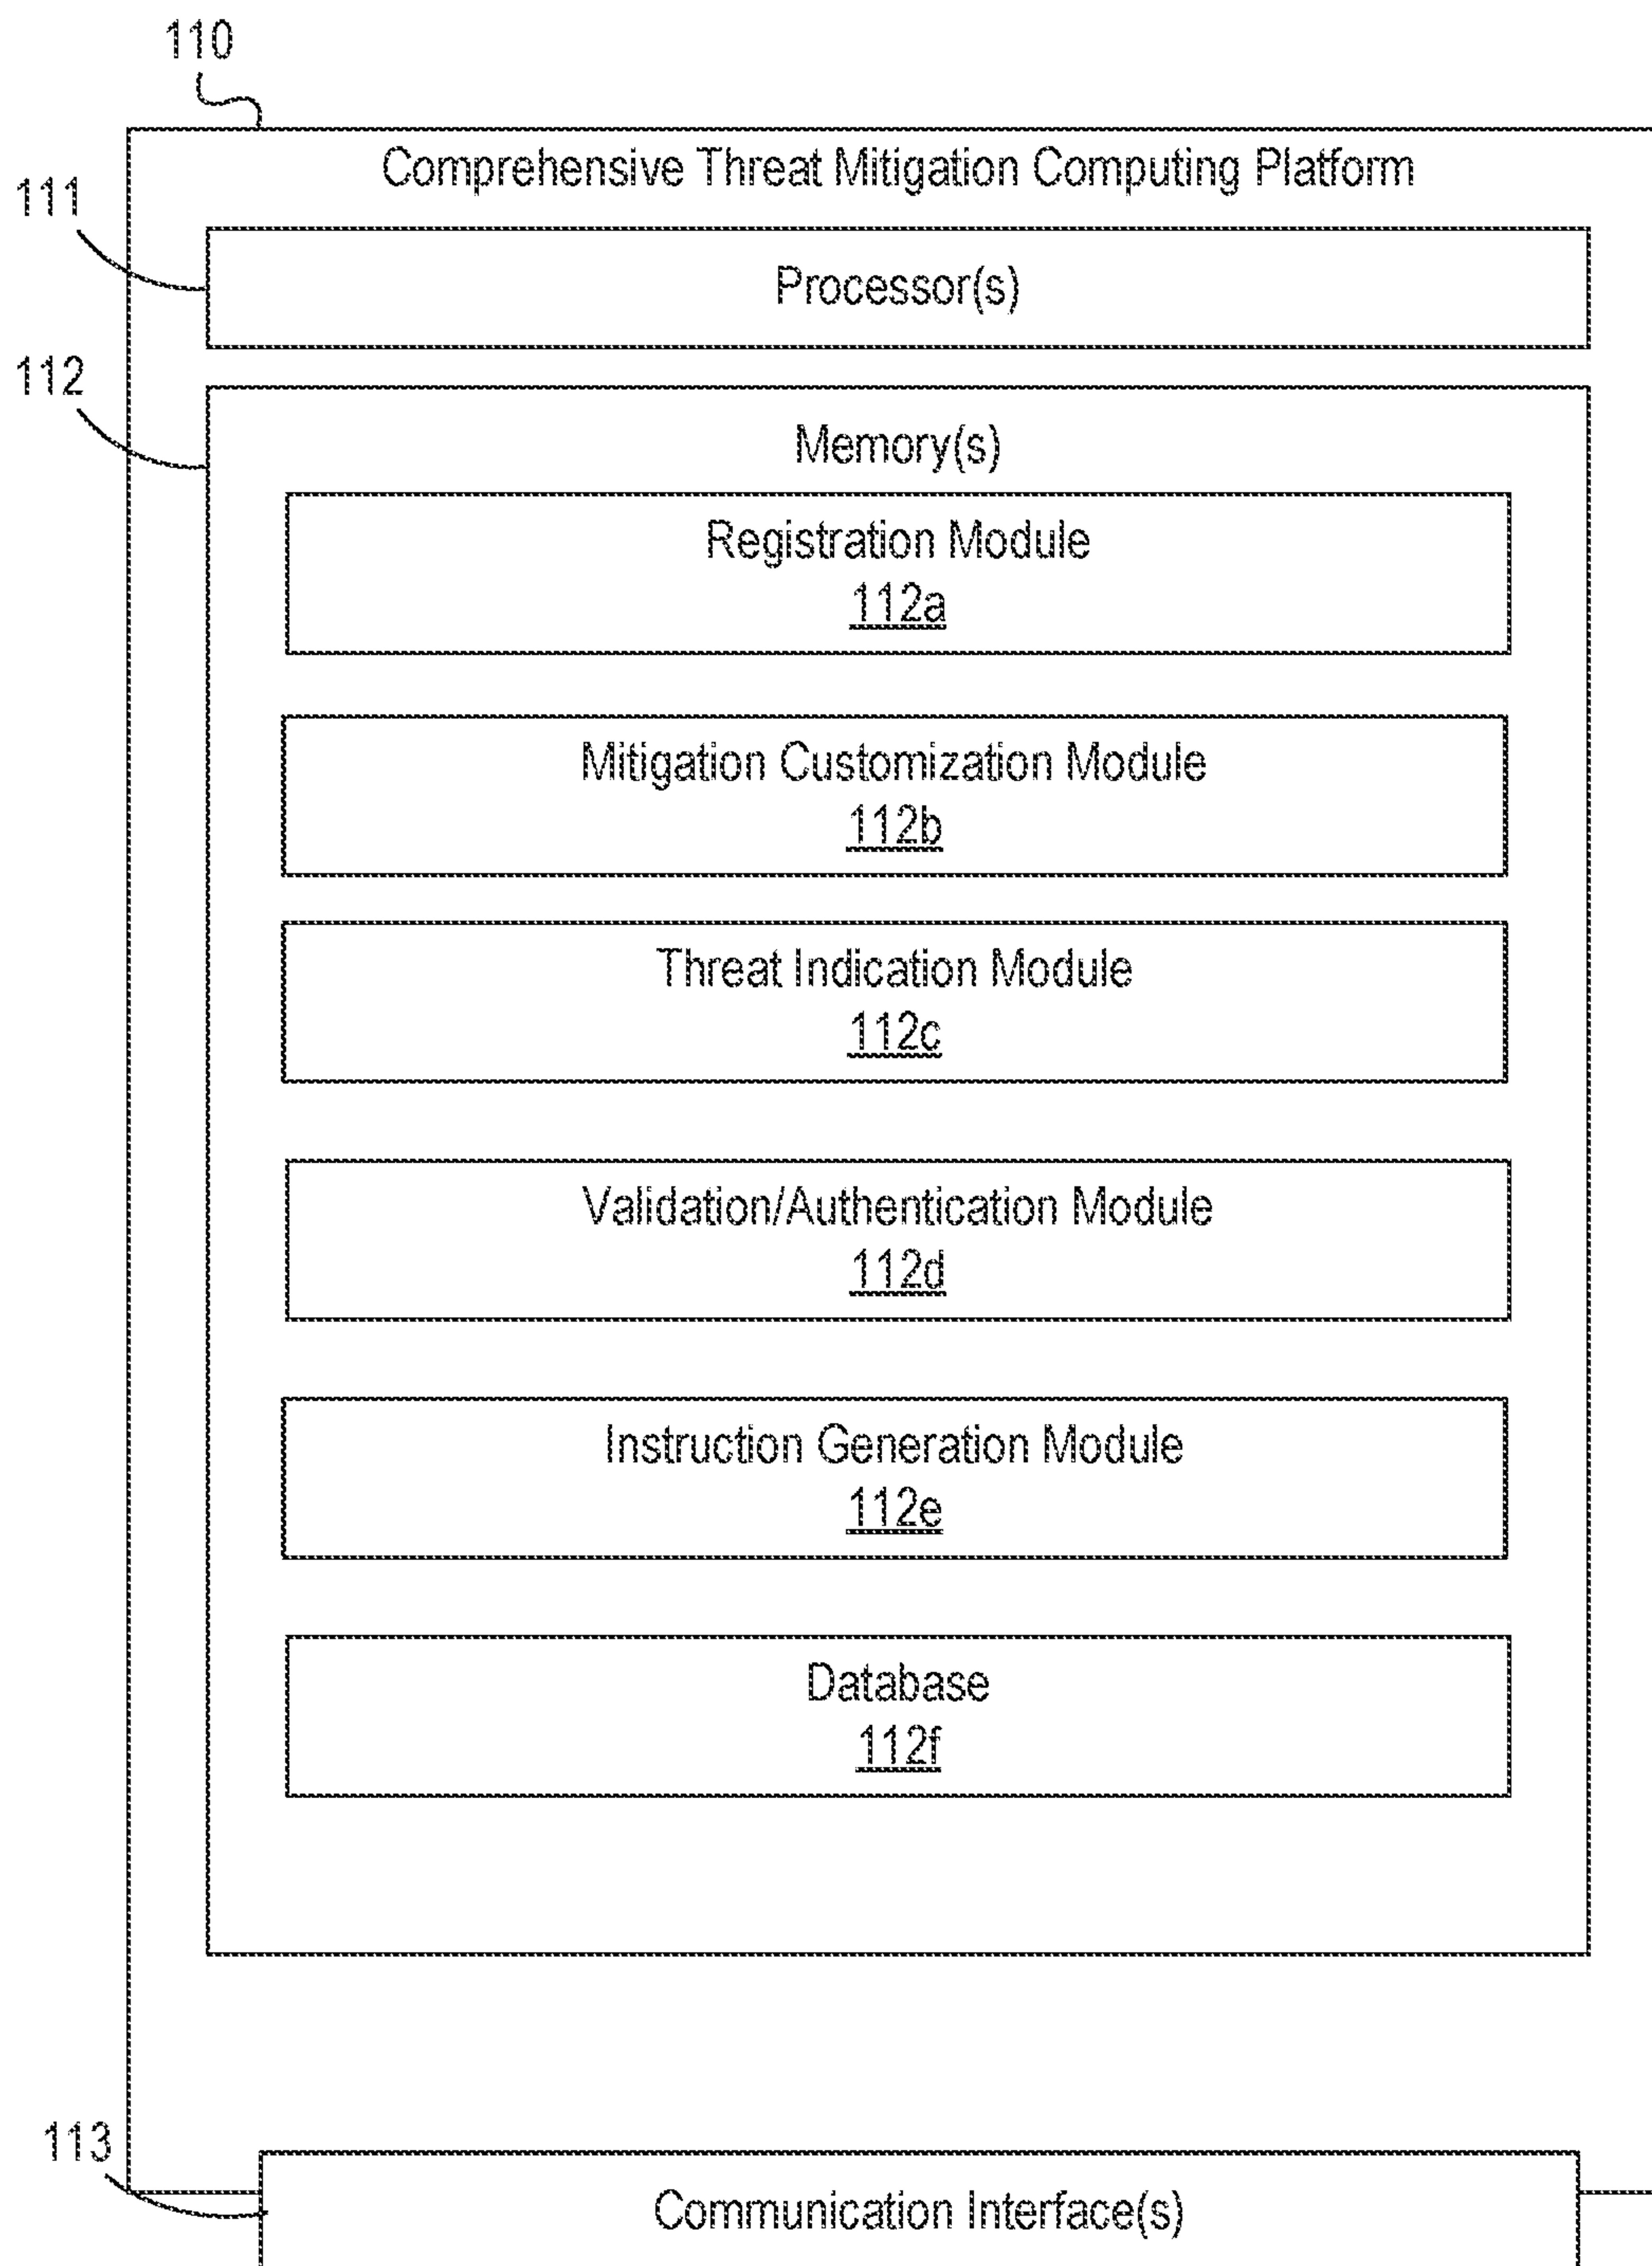 110
Comprehensive Threat Mitigation Computing Platform
111
Processor(s)
112
Memory(s)
Registration Module
112a
Mitigation Customization Module
112b
Threat Indication Module
112c
Validation/Authentication Module
112d
Instruction Generation Module
112e
Database
112f
113
Communication Interface(s)